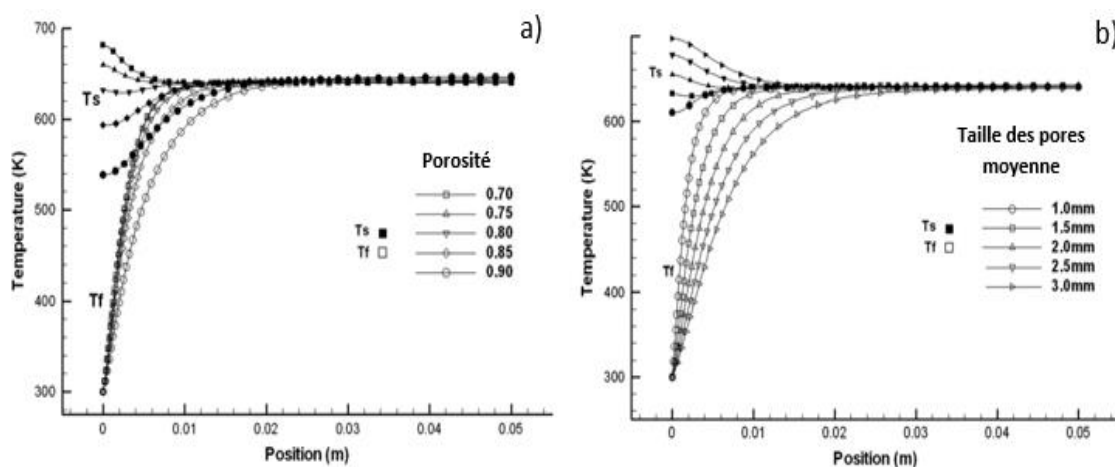 a)
700
600
500
400
300
Temperature (K)
Ts
Tf
Porosité
0.70
0.75
Ts
0.80
Tf
0.85
0.90
0
0.01
0.02
0.03
0.04
0.05
Position (m)
b)
600
500
400
300
Temperature (K)
Ts
Tf
Taille des pores
moyenne
1.0mm
Ts
1.5mm
Tf
2.0mm
2.5mm
3.0mm
0
0.01
0.02
0.03
0.04
0.05
Position (m)